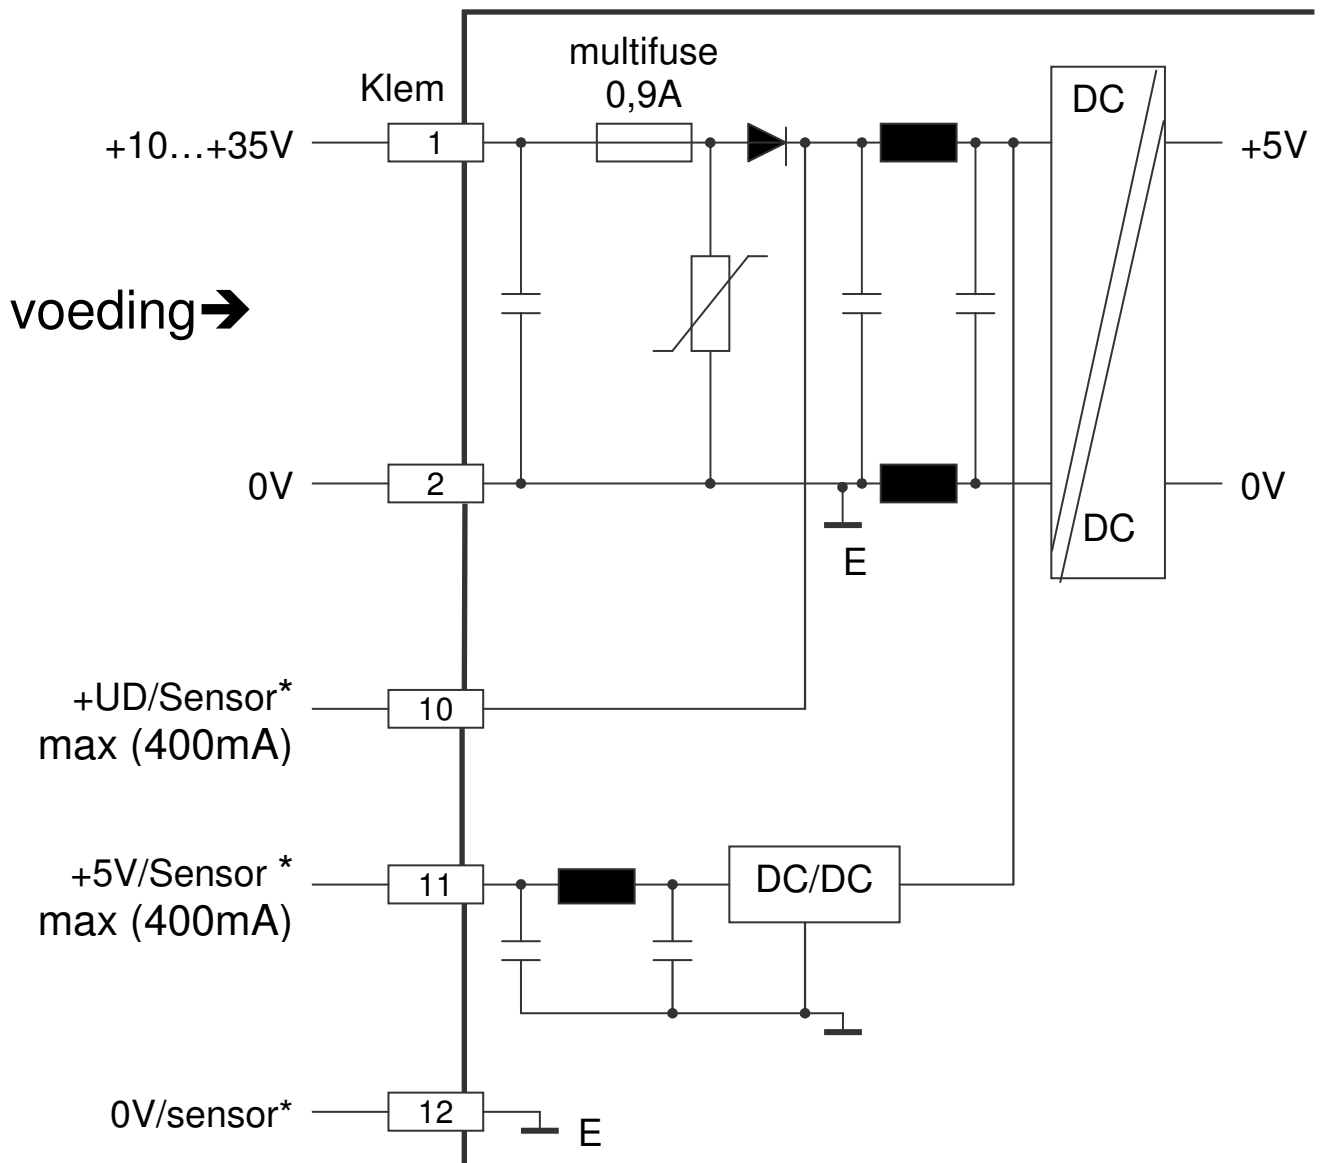 multifuse
0,9A
Klem
+10...+35V
1
DC
+5V
voeding➔
0V
2
0V
DC
E
+UD/Sensor*
10
max (400mA)
+5V/Sensor *
11
DC/DC
max (400mA)
0V/sensor*
12
E